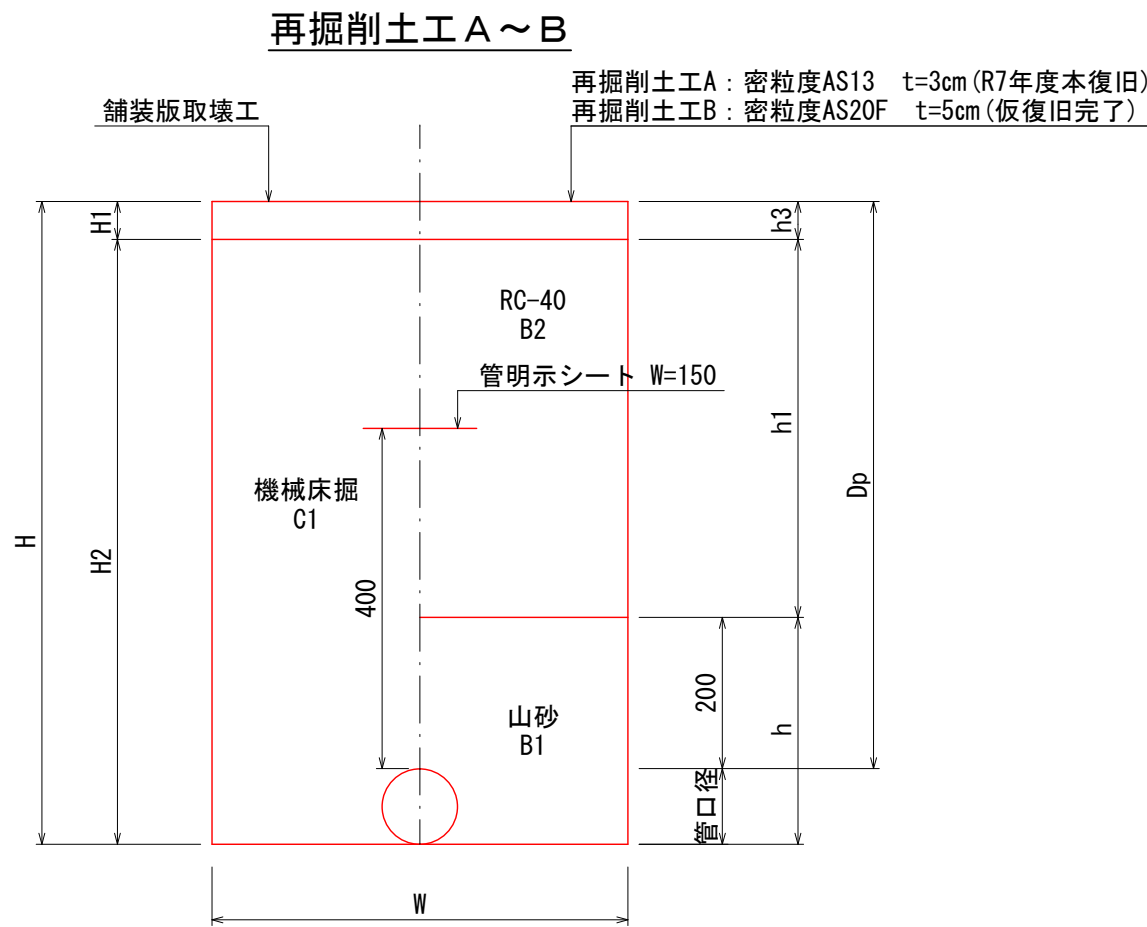 再掘削土工A～B
再掘削土工A：密粒度AS13　t=3cm(R7年度本復旧)
舗装版取壊工
再掘削土工B：密粒度AS20F　t=5cm(仮復旧完了)
H1
h3
RC-40
B2
管明示シート W=150
h1
Dp
機械床掘
C1
H
H2
400
200
山砂
B1
h
管口径
W